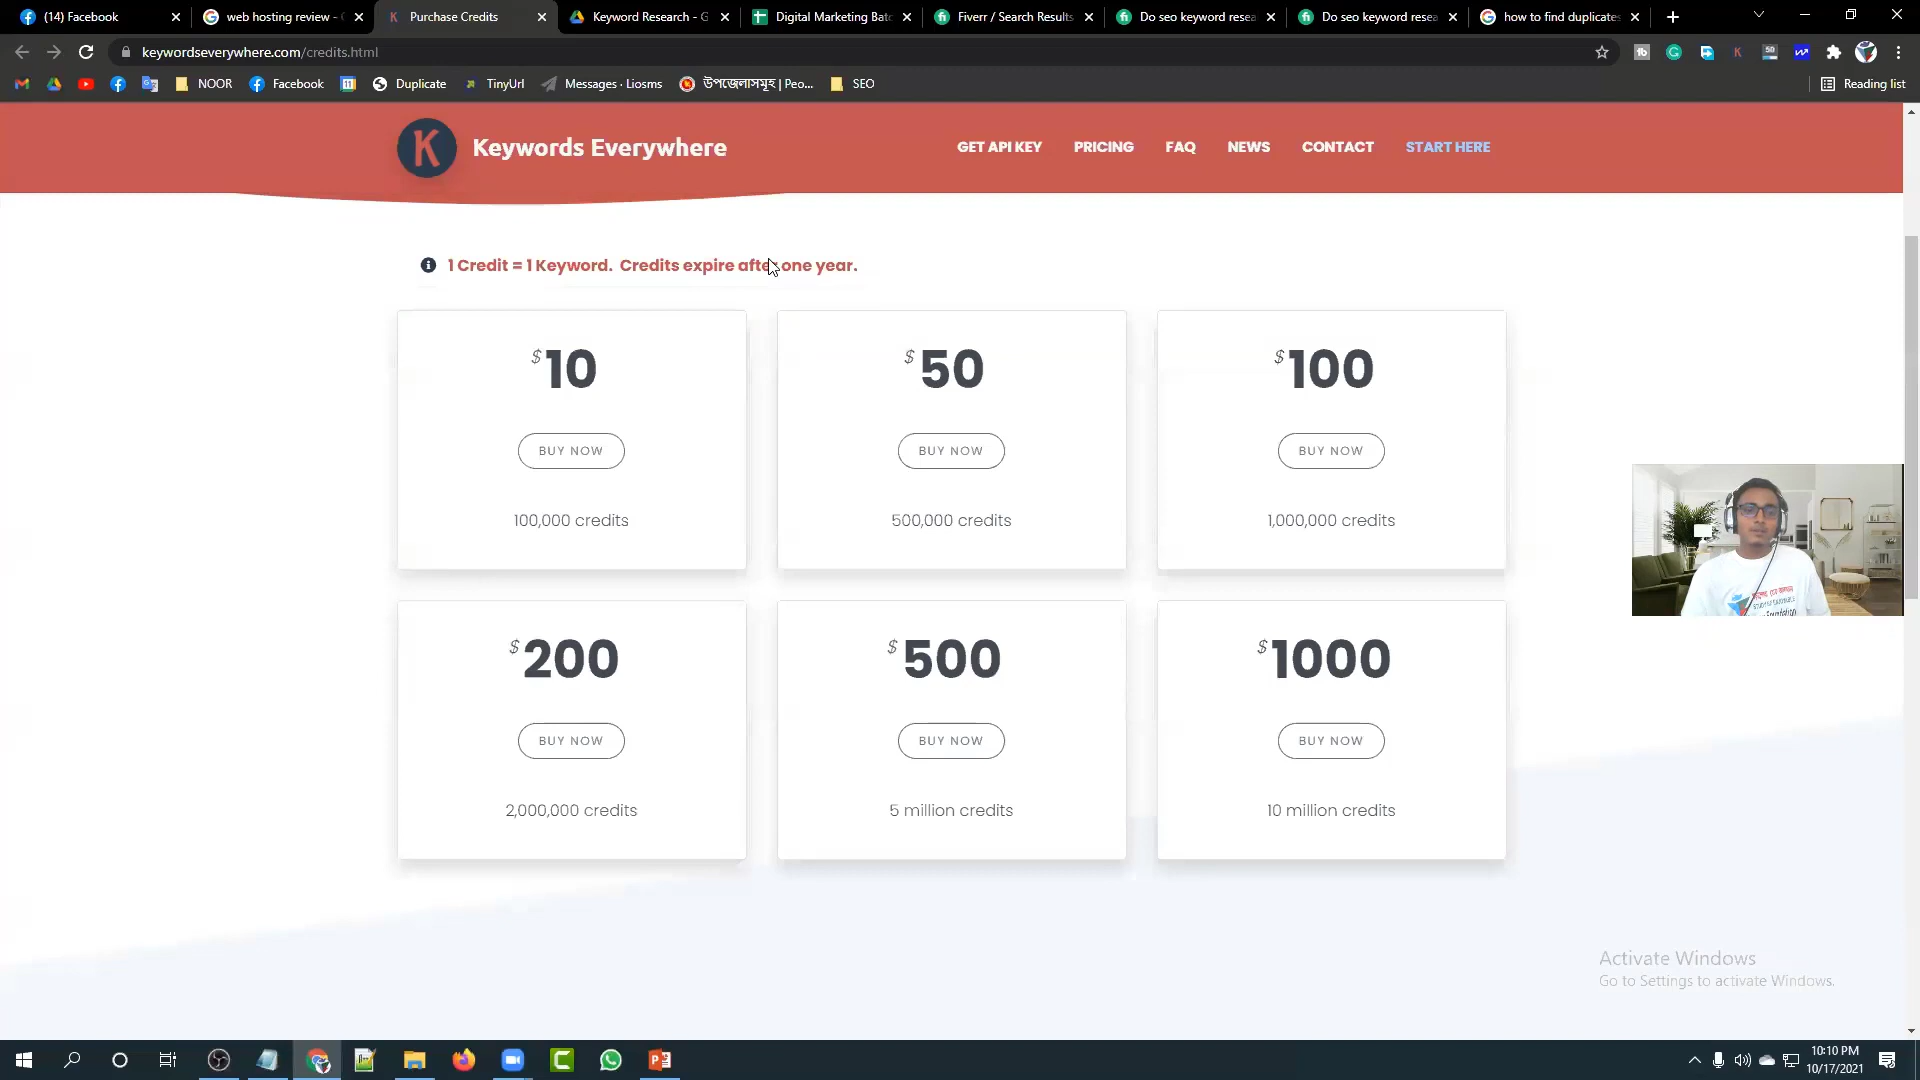 (14) Facebook
web hosting review - G
Purchase Credits
Keyword Research - G
Digital Marketing Batc
Fiverr / Search Results
Do seo keyword resea
Do seo keyword resea
how to find duplicates
keywordseverywhere.com/credits.html
NOOR
Facebook
Duplicate
TinyUrl
Messages · Liosms
উপজেলাসমূহ | Peo...
SEO
Reading list
K Keywords Everywhere
GET API KEY
PRICING
FAQ
NEWS
CONTACT
START HERE
1 Credit = 1 Keyword. Credits expire after one year.
$10
$50
$100
BUY NOW
BUY NOW
BUY NOW
100,000 credits
500,000 credits
1,000,000 credits
$200
$500
$1000
BUY NOW
BUY NOW
BUY NOW
2,000,000 credits
5 million credits
10 million credits
Activate Windows
Go to Settings to activate Windows.
10:10 PM
10/17/2021